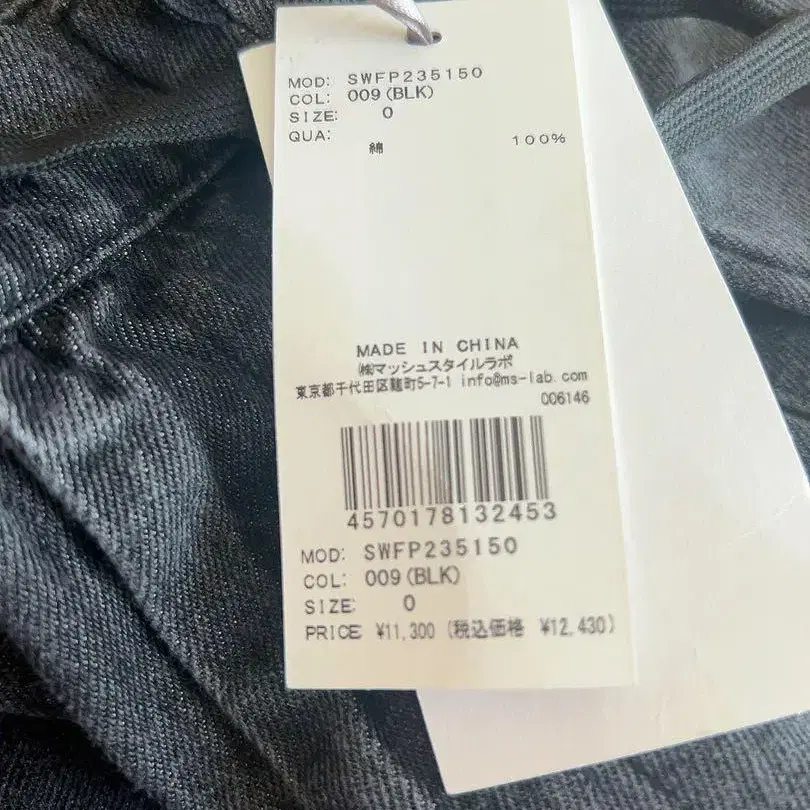 MOD: SWFP235150
COL: 009(BLK)
SIZE: 0
QUA:
綿 100%
MADE IN CHINA
㈱マッシュスタイルラボ
東京都千代田区麹町5-7-1 info@ms-lab.com
006146
4570178132453
MOD: SWFP235150
COL: 009(BLK)
SIZE: 0
PRICE ¥11,300 (税込価格 ¥12,430)